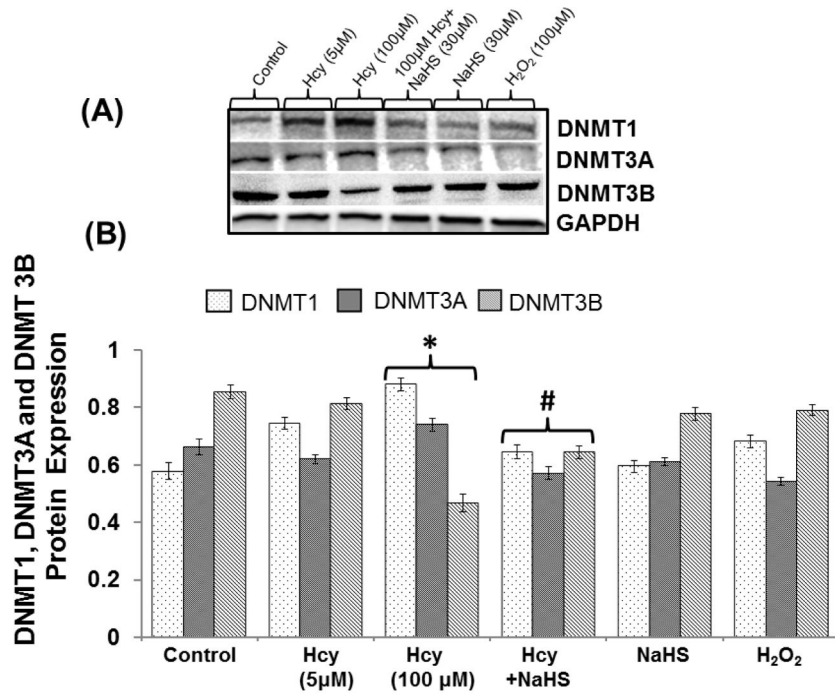 Control
Hcy (5µM)
Hcy (100µM)
100µM Hcy+
NaHS (30µM)
NaHS (30µM)
H₂O₂ (100µM)
(A)
DNMT1
DNMT3A
DNMT3B
GAPDH
(B)
DNMT1 DNMT3A DNMT3B
DNMT1, DNMT3A and DNMT 3B
Protein Expression
1
0.8
0.6
0.4
0.2
0
*
#
Control
Hcy
(5µM)
Hcy
(100 µM)
Hcy
+NaHS
NaHS
H₂O₂